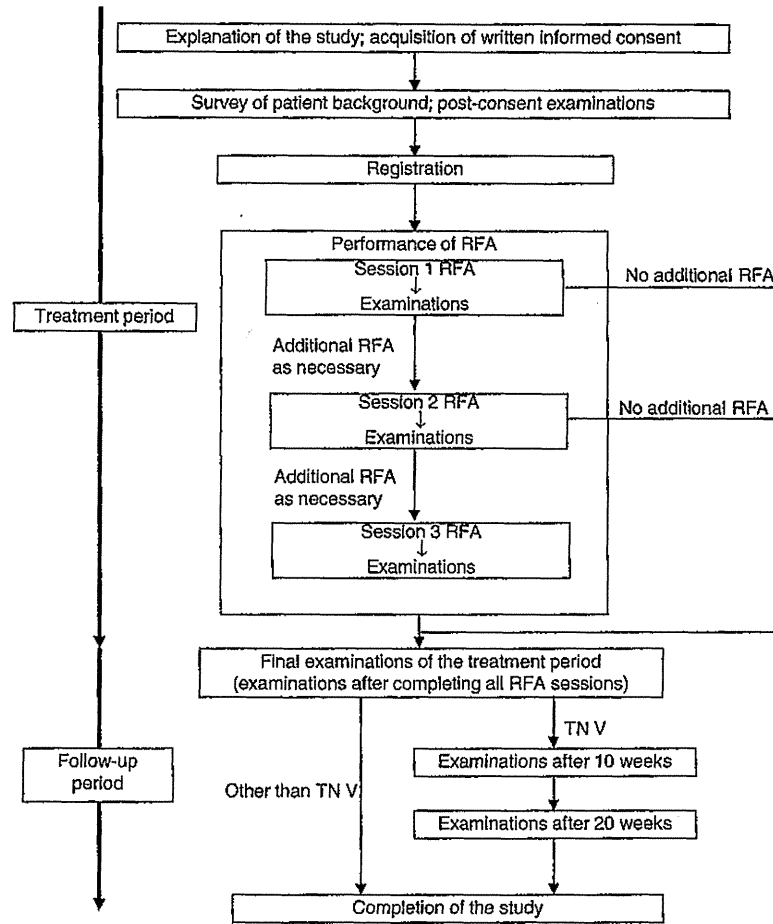 Explanation of the study; acquisition of written informed consent
Survey of patient background; post-consent examinations
Registration
Performance of RFA
Session 1 RFA
Examinations
No additional RFA
Treatment period
Additional RFA
as necessary
Session 2 RFA
Examinations
No additional RFA
Additional RFA
as necessary
Session 3 RFA
Examinations
Final examinations of the treatment period
(examinations after completing all RFA sessions)
TN V
Follow-up
period
Examinations after 10 weeks
Other than TN V
Examinations after 20 weeks
Completion of the study